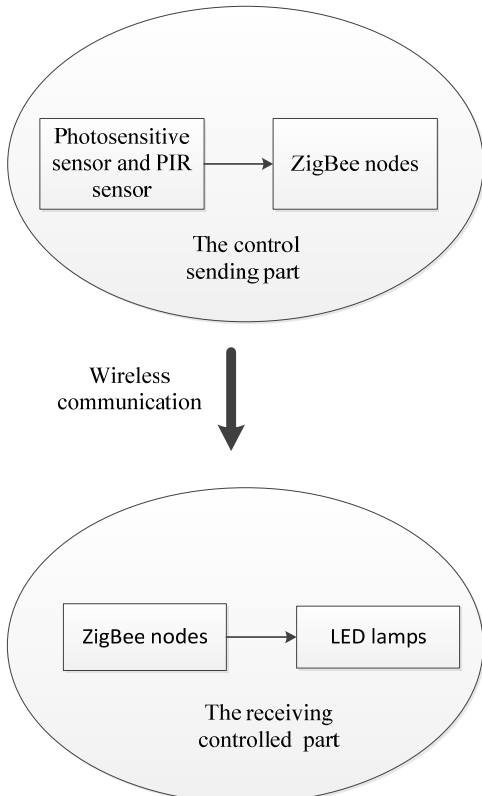 Photosensitive
sensor and PIR
sensor
ZigBee nodes
The control
sending part
Wireless
communication
ZigBee nodes
LED lamps
The receiving
controlled part